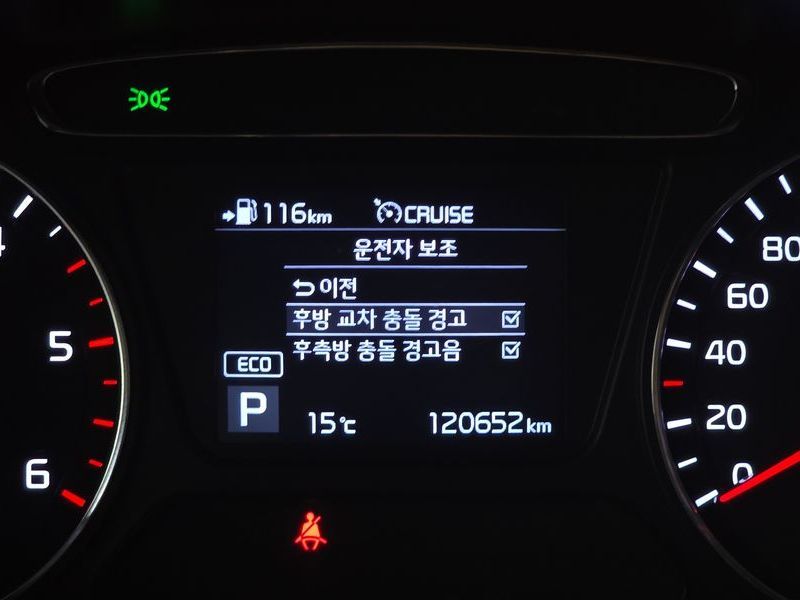 116km CRUISE
운전자 보조
이전
후방 교차 충돌 경고
후측방 충돌 경고음
ECO
P 15℃ 120652km
5
6
80
60
40
20
0